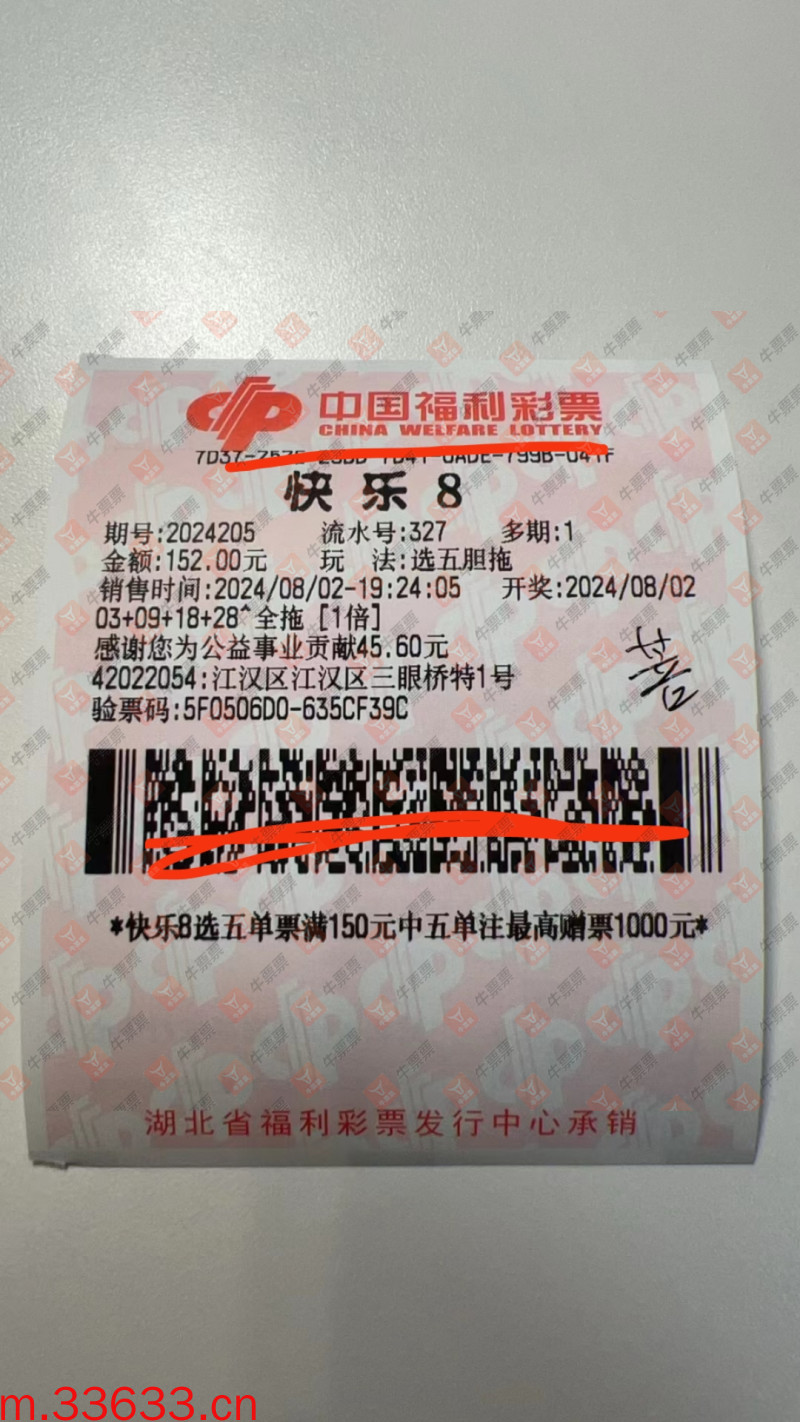 中国福利彩票
CHINA WELFARE LOTTERY
快乐8
期号:2024205 流水号:327 多期:1
金额:152.00元 玩 法:选五胆拖
销售时间:2024/08/02-19:24:05 开奖:2024/08/02
03+09+18+28^全拖 [1倍]
感谢您为公益事业贡献45.60元
42022054:江汉区江汉区三眼桥特1号
验票码:5F0506D0-635CF39C
*快乐8选五单票满150元中五单注最高赠票1000元*
湖北省福利彩票发行中心承销
牛票票
m.33633.cn